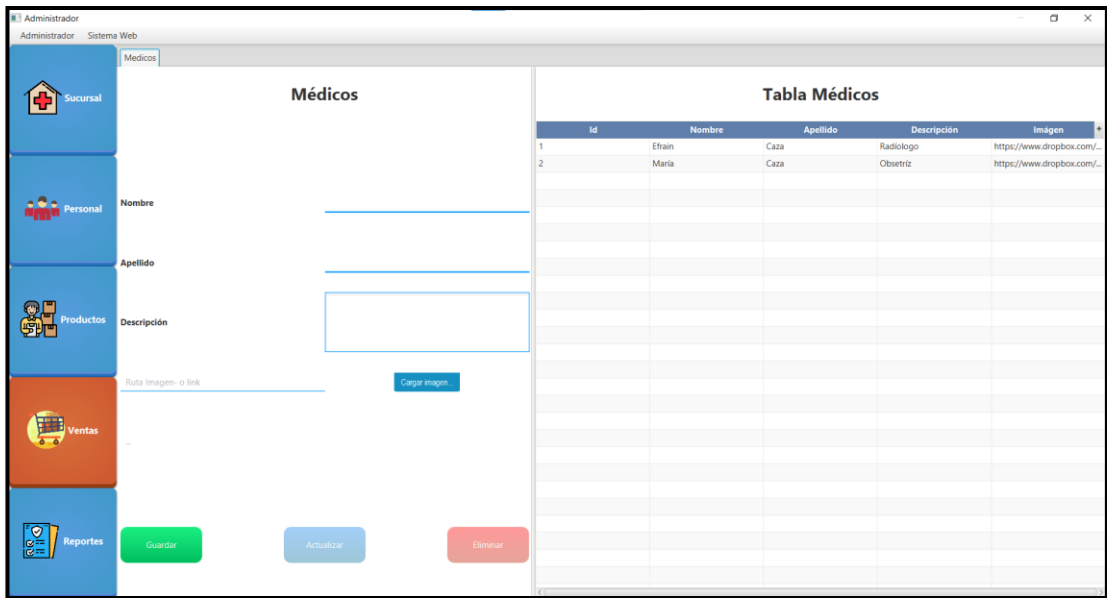 Administrador
Administrador Sistema Web
Medicos
Sucursal
Personal
Productos
Ventas
Reportes
Médicos
Nombre
Apellido
Descripción
Ruta Imagen- o link
Cargar imagen...
...
Guardar Actualizar Eliminar
Tabla Médicos
Id Nombre Apellido Descripción Imágen +
1 Efrain Caza Radiologo https://www.dropbox.com/...
2 María Caza Obsetríz https://www.dropbox.com/...